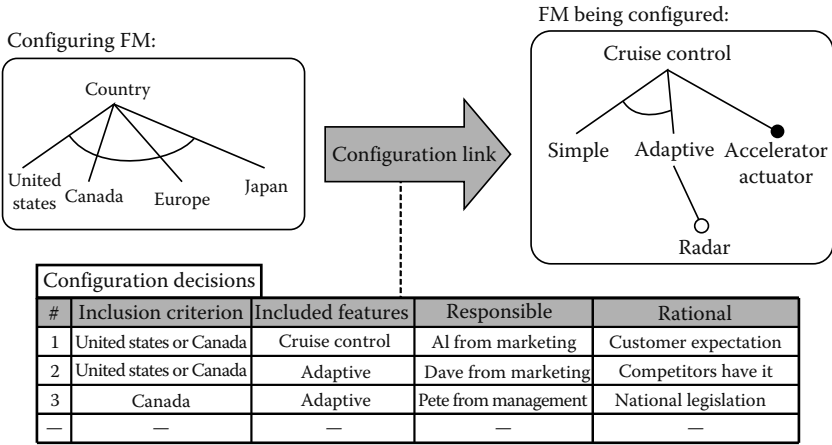 Configuring FM:
Country
United
states
Canada
Europe
Japan
Configuration link
FM being configured:
Cruise control
Simple
Adaptive
Accelerator
actuator
Radar
Configuration decisions
# Inclusion criterion Included features Responsible Rational
1 United states or Canada Cruise control Al from marketing Customer expectation
2 United states or Canada Adaptive Dave from marketing Competitors have it
3 Canada Adaptive Pete from management National legislation
— — — — —